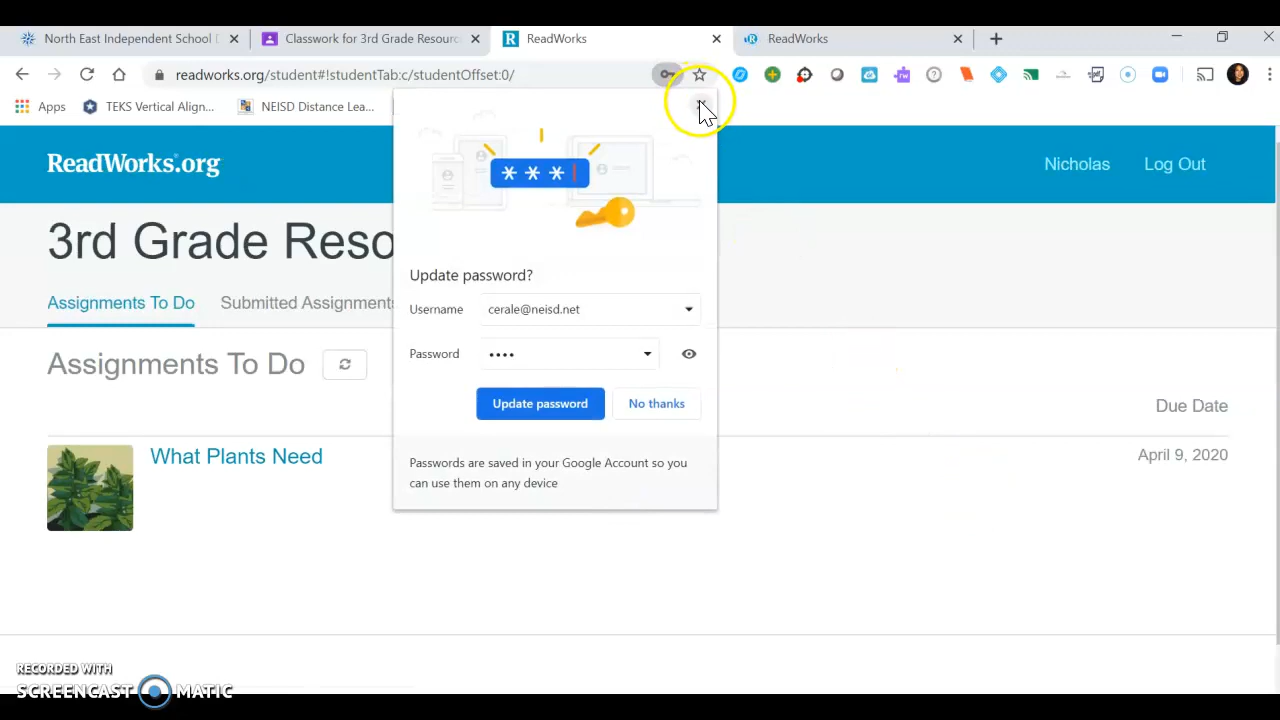 North East Independent School D
Classwork for 3rd Grade Resourc
ReadWorks
ReadWorks
readworks.org/student#!studentTab:c/studentOffset:0/
Apps
TEKS Vertical Align...
NEISD Distance Lea...
ReadWorks.org
Nicholas
Log Out
3rd Grade Reso
Assignments To Do
Submitted Assignments
Assignments To Do
Due Date
What Plants Need
April 9, 2020
* * *
Update password?
Username cerale@neisd.net
Password ••••
Update password
No thanks
Passwords are saved in your Google Account so you
can use them on any device
RECORDED WITH
SCREENCAST MATIC